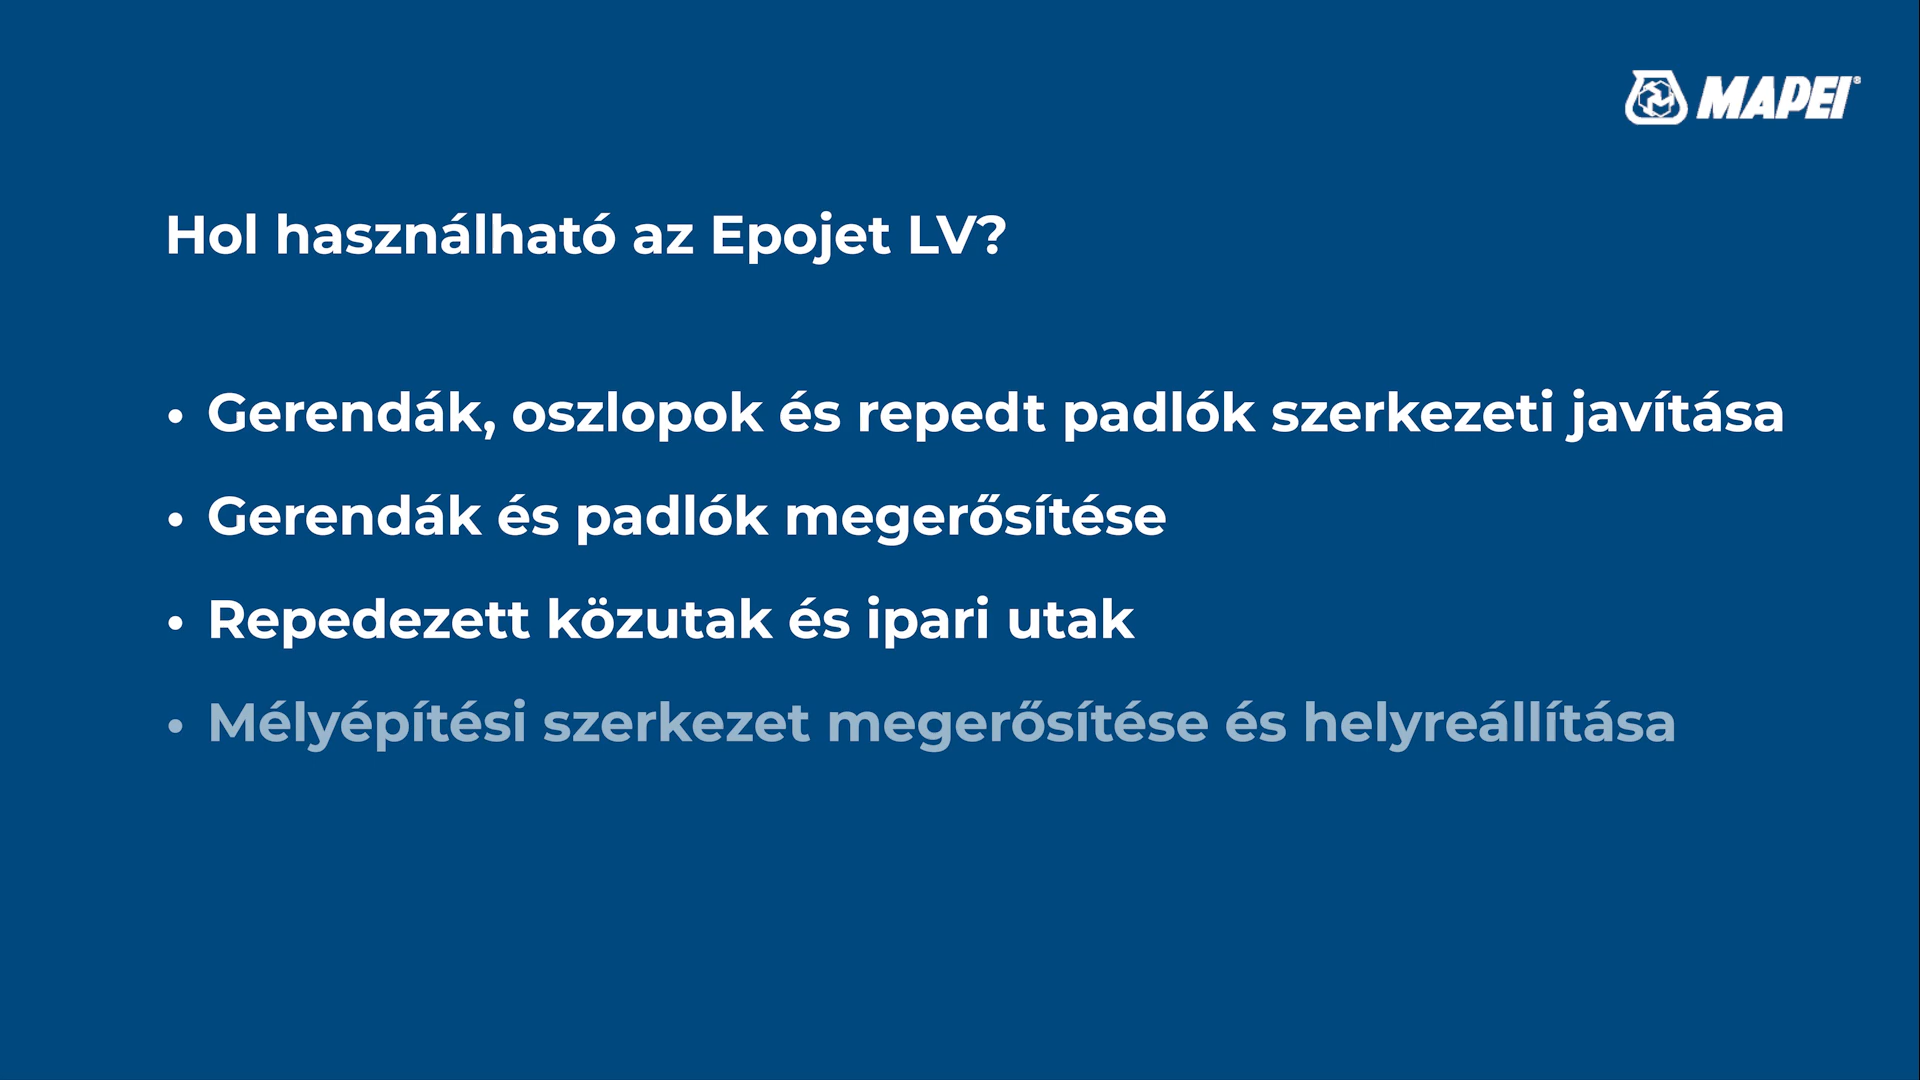 MAPEI®
Hol használható az Epojet LV?
• Gerendák, oszlopok és repedt padlók szerkezeti javítása
• Gerendák és padlók megerősítése
• Repedezett közutak és ipari utak
• Mélyépítési szerkezet megerősítése és helyreállítása